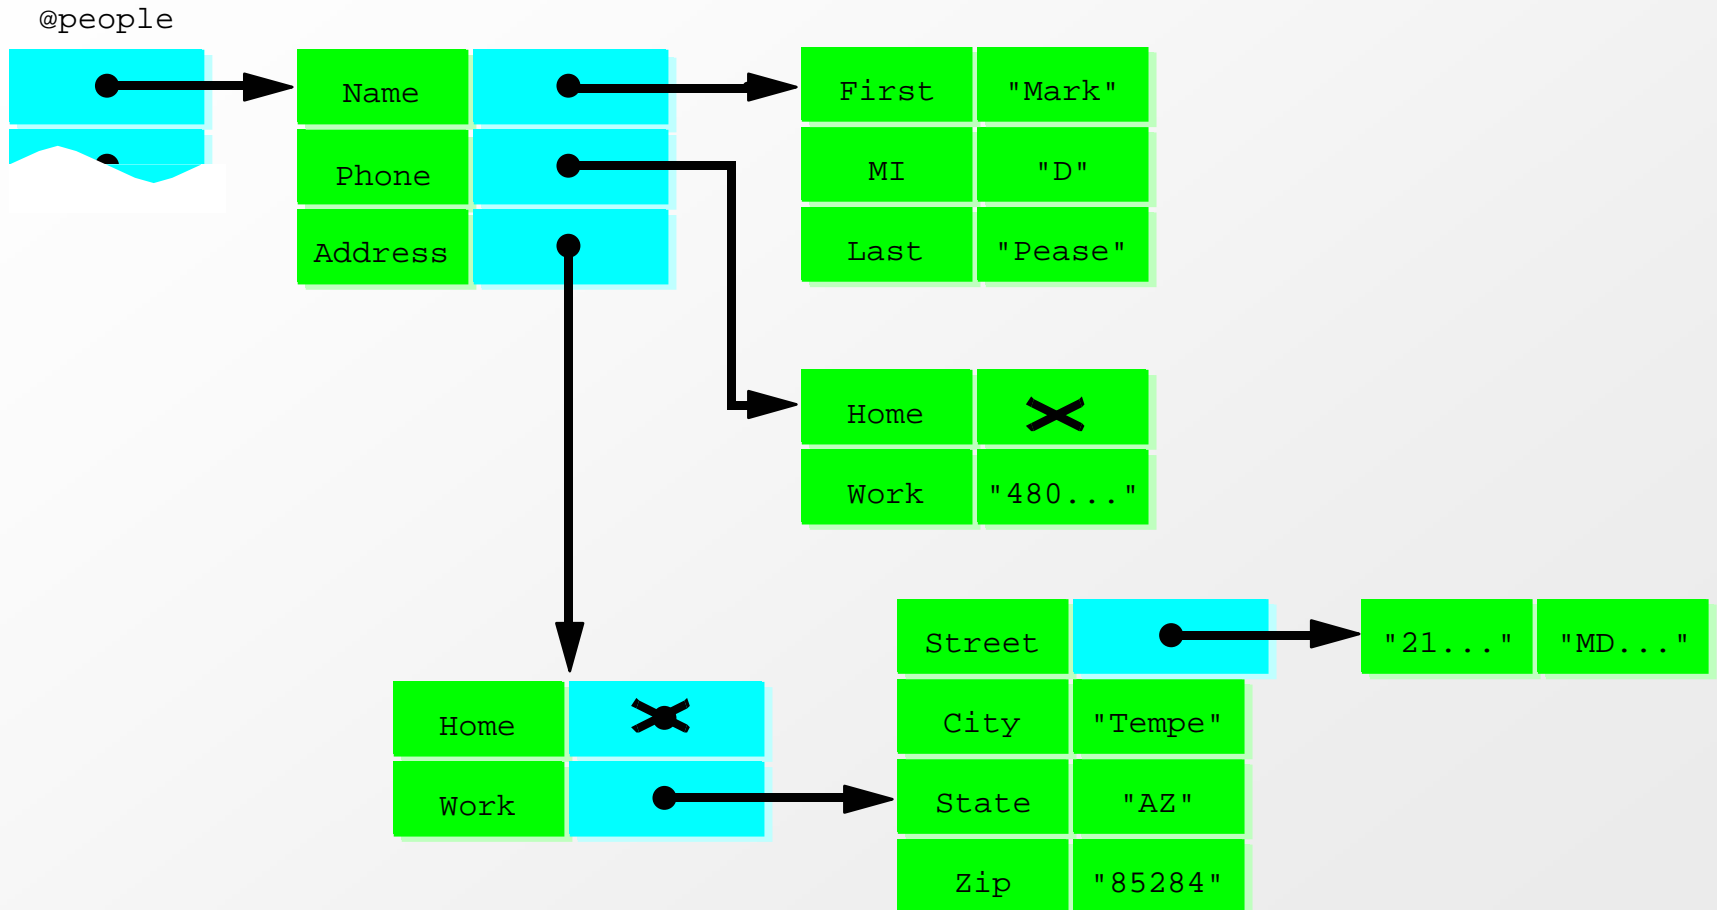 @people
Name
Phone
Address
First "Mark"
MI "D"
Last "Pease"
Home
Work "480..."
Home
Work
Street
City "Tempe"
State "AZ"
Zip "85284"
"21..." "MD..."